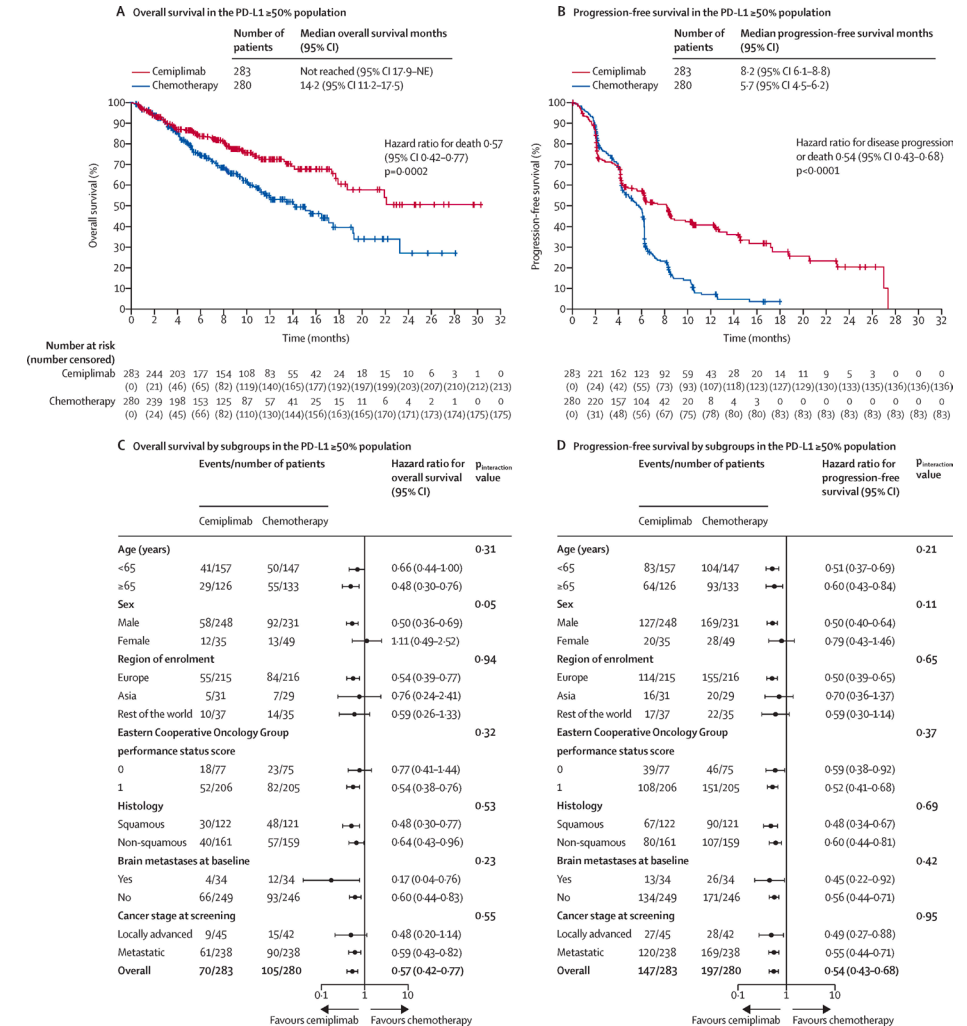 A Overall survival in the PD-L1 ≥50% population
Number of patients
Median overall survival months (95% CI)
Cemiplimab 283 Not reached (95% CI 17·9–NE)
Chemotherapy 280 14·2 (95% CI 11·2–17·5)
Hazard ratio for death 0·57
(95% CI 0·42–0·77)
p=0·0002
Overall survival (%)
100
90
80
70
60
50
40
30
20
10
0
0 2 4 6 8 10 12 14 16 18 20 22 24 26 28 30 32
Time (months)
Number at risk
(number censored)
Cemiplimab 283 244 203 177 154 108 83 55 42 24 18 15 10 6 3 1 0
(0) (21) (46) (65) (82) (119) (140) (165) (177) (192) (197) (199) (203) (207) (210) (212) (213)
Chemotherapy 280 239 198 153 125 87 57 41 25 15 11 6 4 2 1 0 0
(0) (24) (45) (66) (82) (110) (130) (144) (156) (163) (165) (170) (171) (173) (174) (175) (175)
B Progression-free survival in the PD-L1 ≥50% population
Number of patients
Median progression-free survival months (95% CI)
Cemiplimab 283 8·2 (95% CI 6·1–8·8)
Chemotherapy 280 5·7 (95% CI 4·5–6·2)
Hazard ratio for disease progression
or death 0·54 (95% CI 0·43–0·68)
p<0·0001
Progression-free survival (%)
100
90
80
70
60
50
40
30
20
10
0
0 2 4 6 8 10 12 14 16 18 20 22 24 26 28 30 32
Time (months)
283 221 162 123 92 59 43 28 20 14 11 9 5 3 0 0 0
(0) (24) (42) (55) (73) (93) (107) (118) (123) (127) (129) (130) (133) (135) (136) (136) (136)
280 220 157 104 42 20 8 4 3 0 0 0 0 0 0 0 0
(0) (31) (48) (56) (67) (75) (78) (80) (80) (83) (83) (83) (83) (83) (83) (83) (83)
C Overall survival by subgroups in the PD-L1 ≥50% population
Events/number of patients
Hazard ratio for overall survival (95% CI)
pinteraction value
Cemiplimab Chemotherapy
Age (years) 0·31
<65 41/157 50/147 0·66 (0·44–1·00)
≥65 29/126 55/133 0·48 (0·30–0·76)
Sex 0·05
Male 58/248 92/231 0·50 (0·36–0·69)
Female 12/35 13/49 1·11 (0·49–2·52)
Region of enrolment 0·94
Europe 55/215 84/216 0·54 (0·39–0·77)
Asia 5/31 7/29 0·76 (0·24–2·41)
Rest of the world 10/37 14/35 0·59 (0·26–1·33)
Eastern Cooperative Oncology Group 0·32
performance status score
0 18/77 23/75 0·77 (0·41–1·44)
1 52/206 82/205 0·54 (0·38–0·76)
Histology 0·53
Squamous 30/122 48/121 0·48 (0·30–0·77)
Non-squamous 40/161 57/159 0·64 (0·43–0·96)
Brain metastases at baseline 0·23
Yes 4/34 12/34 0·17 (0·04–0·76)
No 66/249 93/246 0·60 (0·44–0·83)
Cancer stage at screening 0·55
Locally advanced 9/45 15/42 0·48 (0·20–1·14)
Metastatic 61/238 90/238 0·59 (0·43–0·82)
Overall 70/283 105/280 0·57 (0·42–0·77)
0·1 1 10
Favours cemiplimab Favours chemotherapy
D Progression-free survival by subgroups in the PD-L1 ≥50% population
Events/number of patients
Hazard ratio for progression-free survival (95% CI)
pinteraction value
Cemiplimab Chemotherapy
Age (years) 0·21
<65 83/157 104/147 0·51 (0·37–0·69)
≥65 64/126 93/133 0·60 (0·43–0·84)
Sex 0·11
Male 127/248 169/231 0·50 (0·40–0·64)
Female 20/35 28/49 0·79 (0·43–1·46)
Region of enrolment 0·65
Europe 114/215 155/216 0·50 (0·39–0·65)
Asia 16/31 20/29 0·70 (0·36–1·37)
Rest of the world 17/37 22/35 0·59 (0·30–1·14)
Eastern Cooperative Oncology Group 0·37
performance status score
0 39/77 46/75 0·59 (0·38–0·92)
1 108/206 151/205 0·52 (0·41–0·68)
Histology 0·69
Squamous 67/122 90/121 0·48 (0·34–0·67)
Non-squamous 80/161 107/159 0·60 (0·44–0·81)
Brain metastases at baseline 0·42
Yes 13/34 26/34 0·45 (0·22–0·92)
No 134/249 171/246 0·56 (0·44–0·71)
Cancer stage at screening 0·95
Locally advanced 27/45 28/42 0·49 (0·27–0·88)
Metastatic 120/238 169/238 0·55 (0·44–0·71)
Overall 147/283 197/280 0·54 (0·43–0·68)
0·1 1 10
Favours cemiplimab Favours chemotherapy